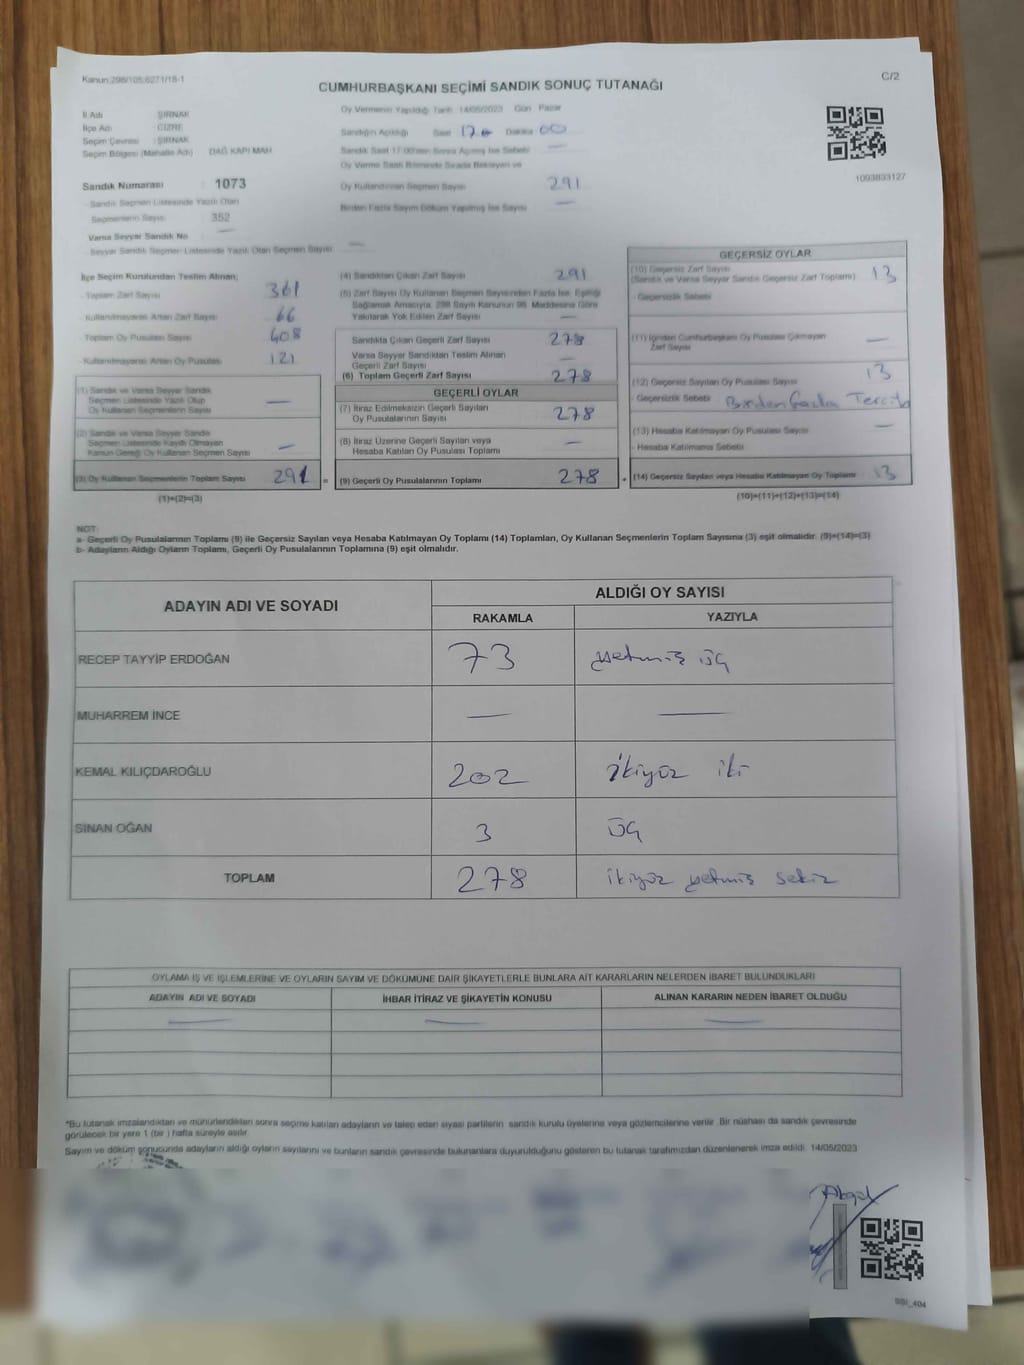 Kanun:298/105;6271/18-1
C/2
CUMHURBAŞKANI SEÇİMİ SANDIK SONUÇ TUTANAĞI
İl Adı ŞIRNAK
İlçe Adı CİZRE
Seçim Çevresi : ŞIRNAK
Seçim Bölgesi (Mahalle Adı) DAĞ KAPI MAH
Oy Vermenin Yapıldığı Tarih 14/05/2023 Gün Pazar
Sandığın Açıldığı Saat 17.0 Dakika 00
Sandık Saat 17:00'den Sonra Açılmış İse Sebebi —
Oy Verme Saati Bitiminde Sırada Bekleyen ve
Oy Kullandırılan Seçmen Sayısı 291
Birden Fazla Sayım Döküm Yapılmış İse Sayısı —
1093833127
Sandık Numarası : 1073
- Sandık Seçmen Listesinde Yazılı Olan
Seçmenlerin Sayısı : 352
Varsa Seyyar Sandık No —
- Seyyar Sandık Seçmen Listesinde Yazılı Olan Seçmen Sayısı —
İlçe Seçim Kurulundan Teslim Alınan;
- Toplam Zarf Sayısı 361
- Kullanılmayarak Artan Zarf Sayısı 66
- Toplam Oy Pusulası Sayısı 408
- Kullanılmayarak Artan Oy Pusulası 121
(1) Sandık ve Varsa Seyyar Sandık
Seçmen Listesinde Yazılı Olup
Oy Kullanan Seçmenlerin Sayısı —
(2) Sandık ve Varsa Seyyar Sandık
Seçmen Listesinde Kayıtlı Olmayan
Kanun Gereği Oy Kullanan Seçmen Sayısı —
(3) Oy Kullanan Seçmenlerin Toplam Sayısı 291 =
(1)+(2)=(3)
(4) Sandıktan Çıkan Zarf Sayısı 291
(5) Zarf Sayısı Oy Kullanan Seçmen Sayısından Fazla İse, Eşitliği
Sağlamak Amacıyla, 298 Sayılı Kanunun 98. Maddesine Göre
Yakılarak Yok Edilen Zarf Sayısı —
Sandıkta Çıkan Geçerli Zarf Sayısı 278
Varsa Seyyar Sandıktan Teslim Alınan
Geçerli Zarf Sayısı —
(6) Toplam Geçerli Zarf Sayısı 278
GEÇERLİ OYLAR
(7) İtiraz Edilmeksizin Geçerli Sayılan
Oy Pusulalarının Sayısı 278
(8) İtiraz Üzerine Geçerli Sayılan veya
Hesaba Katılan Oy Pusulası Toplamı —
(9) Geçerli Oy Pusulalarının Toplamı 278 +
GEÇERSİZ OYLAR
(10) Geçersiz Zarf Sayısı
(Sandık ve Varsa Seyyar Sandık Geçersiz Zarf Toplamı) 13
- Geçersizlik Sebebi
(11) İçinden Cumhurbaşkanı Oy Pusulası Çıkmayan
Zarf Sayısı —
(12) Geçersiz Sayılan Oy Pusulası Sayısı 13
- Geçersizlik Sebebi Birden fazla Tercih
(13) Hesaba Katılmayan Oy Pusulası Sayısı —
- Hesaba Katılmama Sebebi
(14) Geçersiz Sayılan veya Hesaba Katılmayan Oy Toplamı 13
(10)+(11)+(12)+(13)=(14)
NOT:
a- Geçerli Oy Pusulalarının Toplamı (9) ile Geçersiz Sayılan veya Hesaba Katılmayan Oy Toplamı (14) Toplamları, Oy Kullanan Seçmenlerin Toplam Sayısına (3) eşit olmalıdır. (9)+(14)=(3)
b- Adayların Aldığı Oyların Toplamı, Geçerli Oy Pusulalarının Toplamına (9) eşit olmalıdır.
ADAYIN ADI VE SOYADI
ALDIĞI OY SAYISI
RAKAMLA YAZIYLA
RECEP TAYYİP ERDOĞAN 73 yetmiş üç
MUHARREM İNCE — —
KEMAL KILIÇDAROĞLU 202 ikiyüz iki
SİNAN OĞAN 3 üç
TOPLAM 278 ikiyüz yetmiş sekiz
OYLAMA İŞ VE İŞLEMLERİNE VE OYLARIN SAYIM VE DÖKÜMÜNE DAİR ŞİKAYETLERLE BUNLARA AİT KARARLARIN NELERDEN İBARET BULUNDUKLARI
ADAYIN ADI VE SOYADI İHBAR İTİRAZ VE ŞİKAYETİN KONUSU ALINAN KARARIN NEDEN İBARET OLDUĞU
— — —
*Bu tutanak imzalandıktan ve mühürlendikten sonra seçime katılan adayların ve talep eden siyasi partilerin sandık kurulu üyelerine veya gözlemcilerine verilir. Bir nüshası da sandık çevresinde
görülecek bir yere 1 (bir) hafta süreyle asılır.
Sayım ve döküm sonucunda adayların aldığı oyların sayılarını ve bunların sandık çevresinde bulunanlara duyurulduğunu gösteren bu tutanak tarafımızdan düzenlenerek imza edildi. 14/05/2023
SSI_404